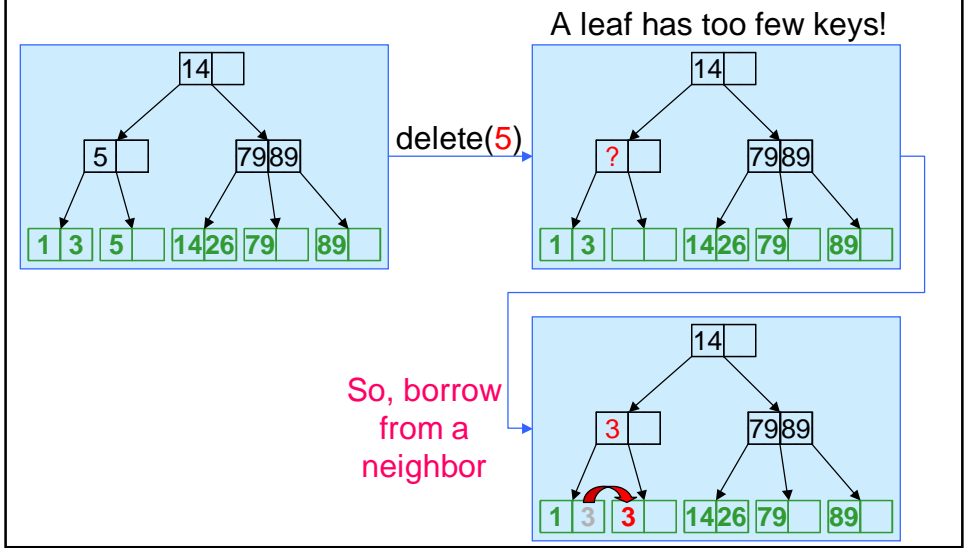 A leaf has too few keys!
14
5
79 89
1 3 5 14 26 79 89
delete(5)
14
?
79 89
1 3 14 26 79 89
So, borrow
from a
neighbor
14
3
79 89
1 3 3 14 26 79 89